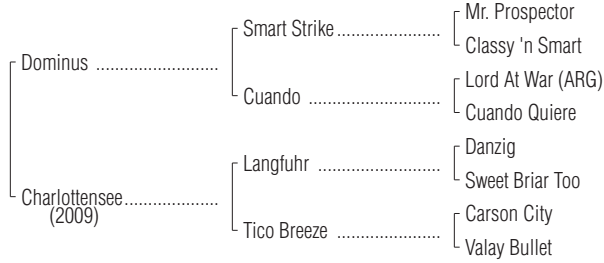 Mr. Prospector
Smart Strike
Classy 'n Smart
Dominus
Lord At War (ARG)
Cuando
Cuando Quiere
Danzig
Langfuhr
Sweet Briar Too
Charlottensee
(2009)
Carson City
Tico Breeze
Valay Bullet